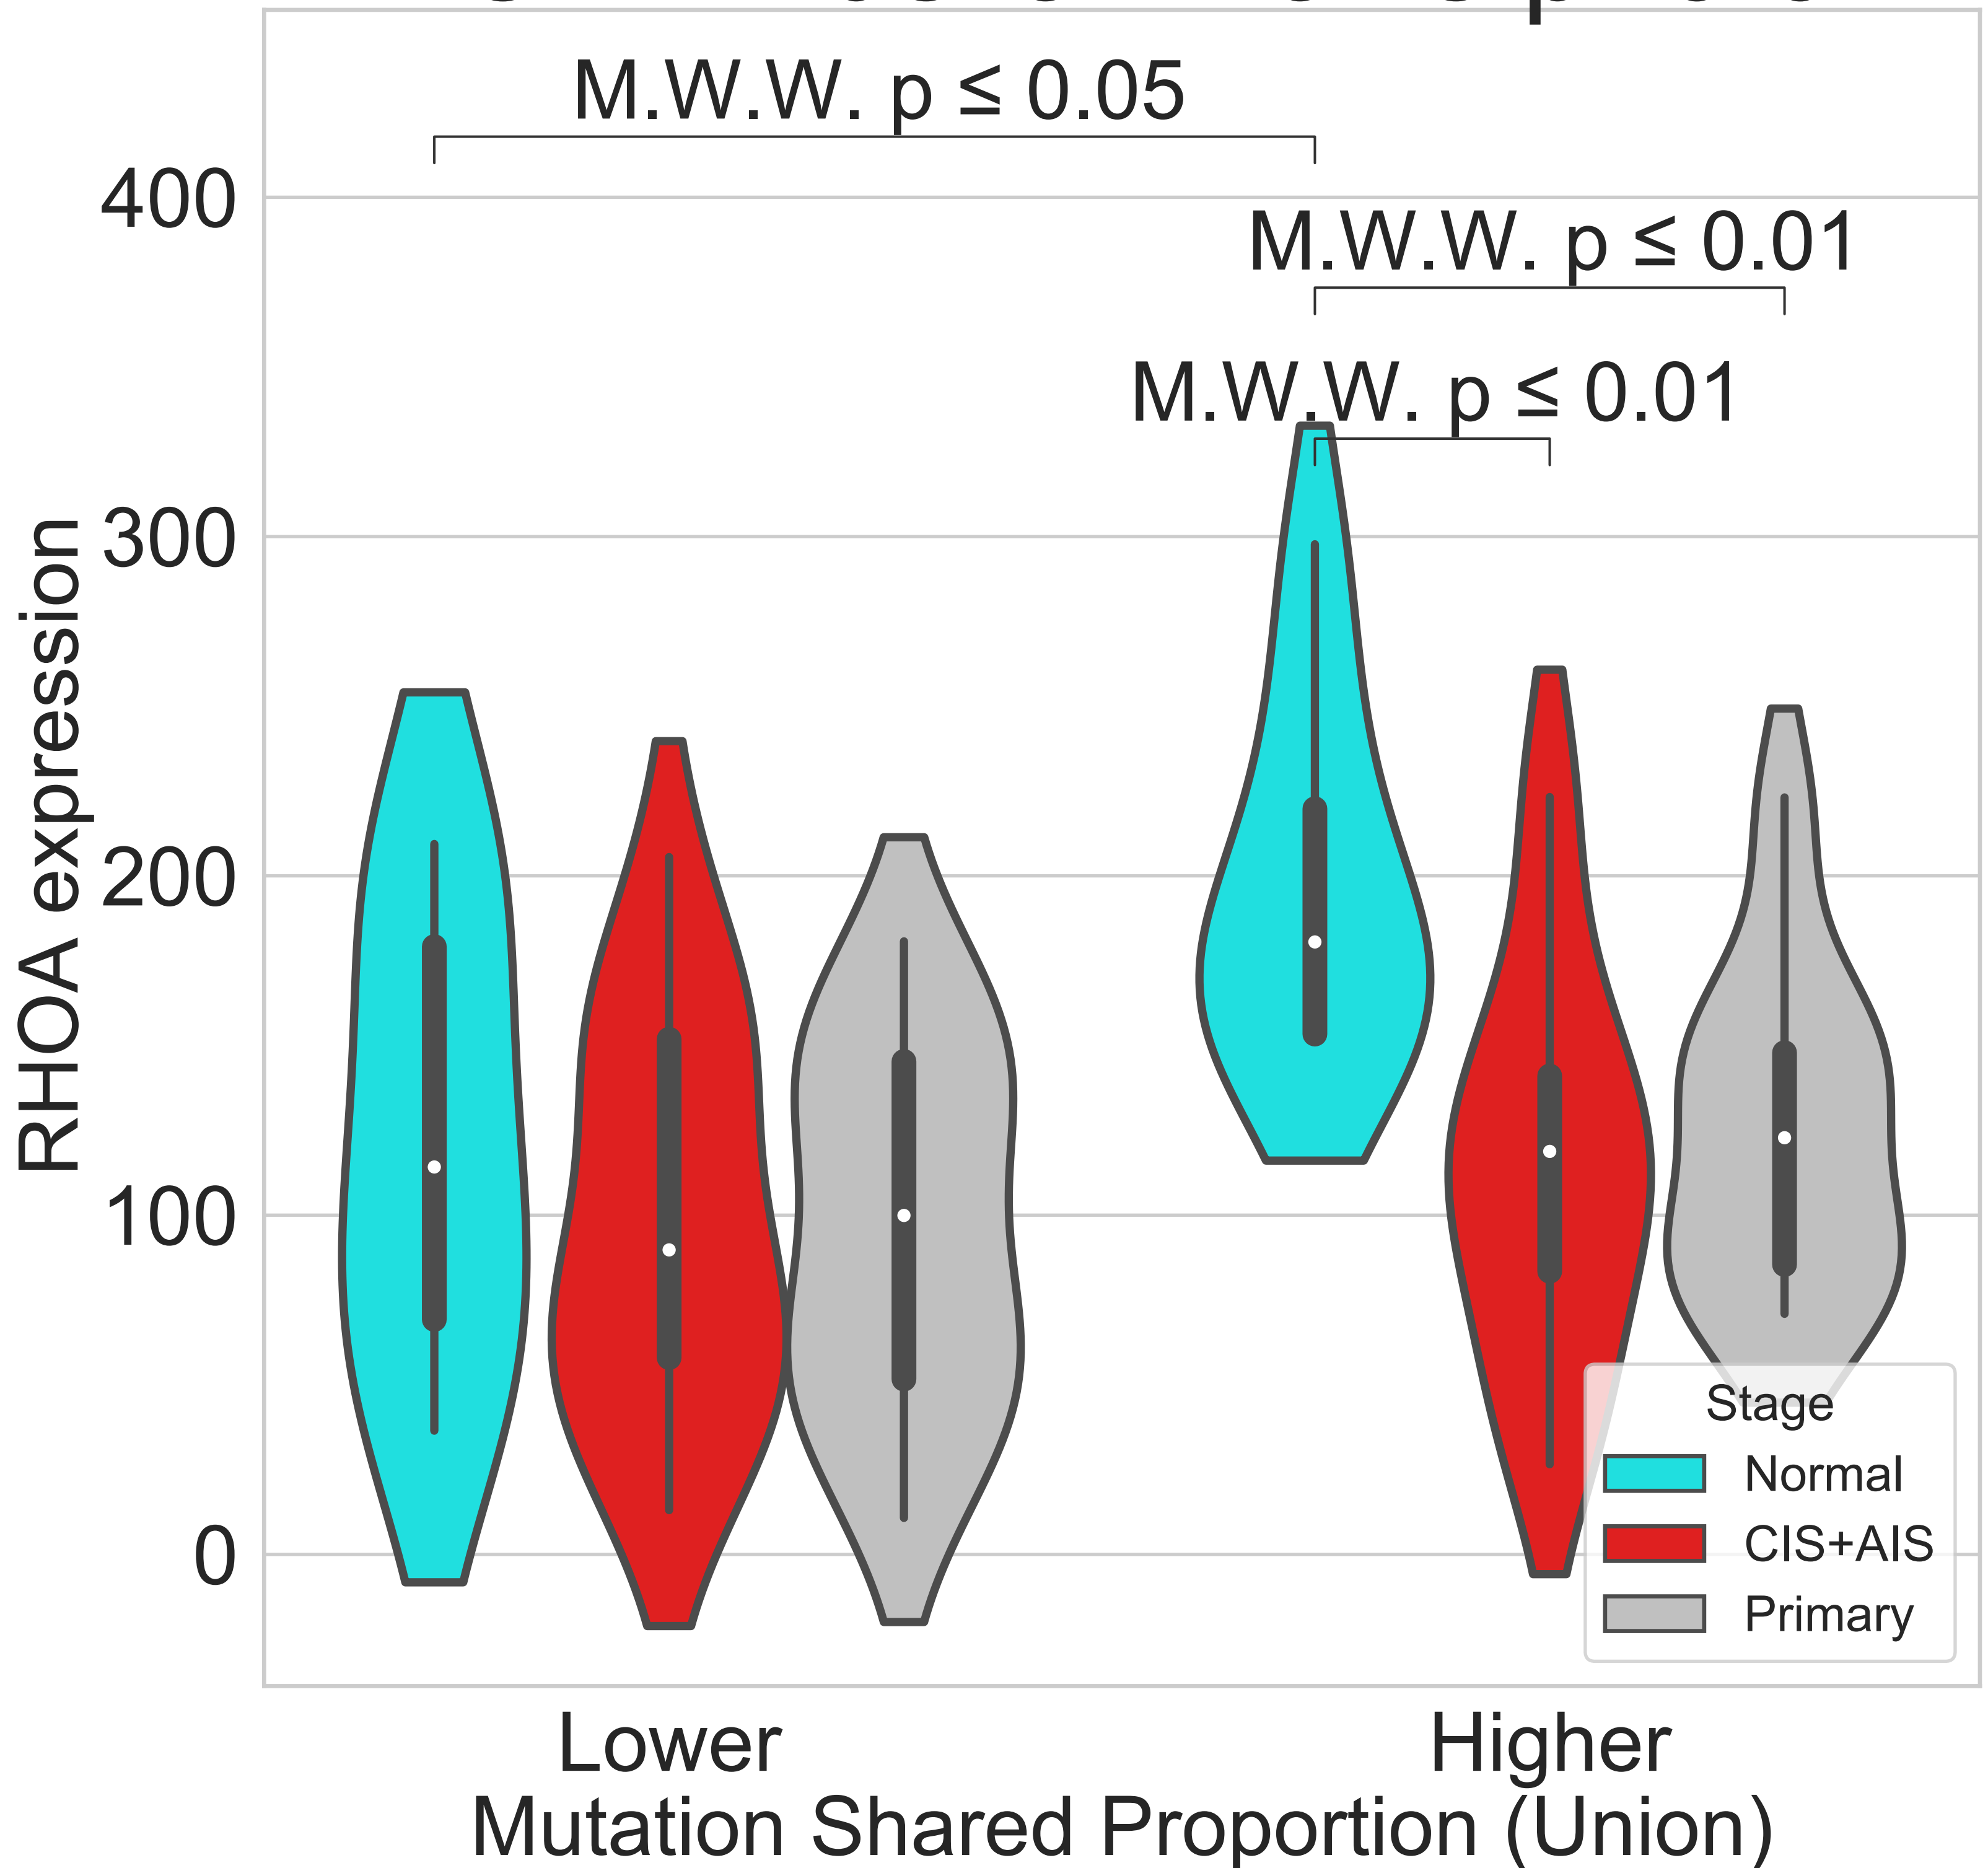 M.W.W. p ≤ 0.05
400
M.W.W. p ≤ 0.01
M.W.W. p ≤ 0.01
300
200
100
0
RHOA expression
Stage
Normal
CIS+AIS
Primary
Lower
Higher
Mutation Shared Proportion (Union)